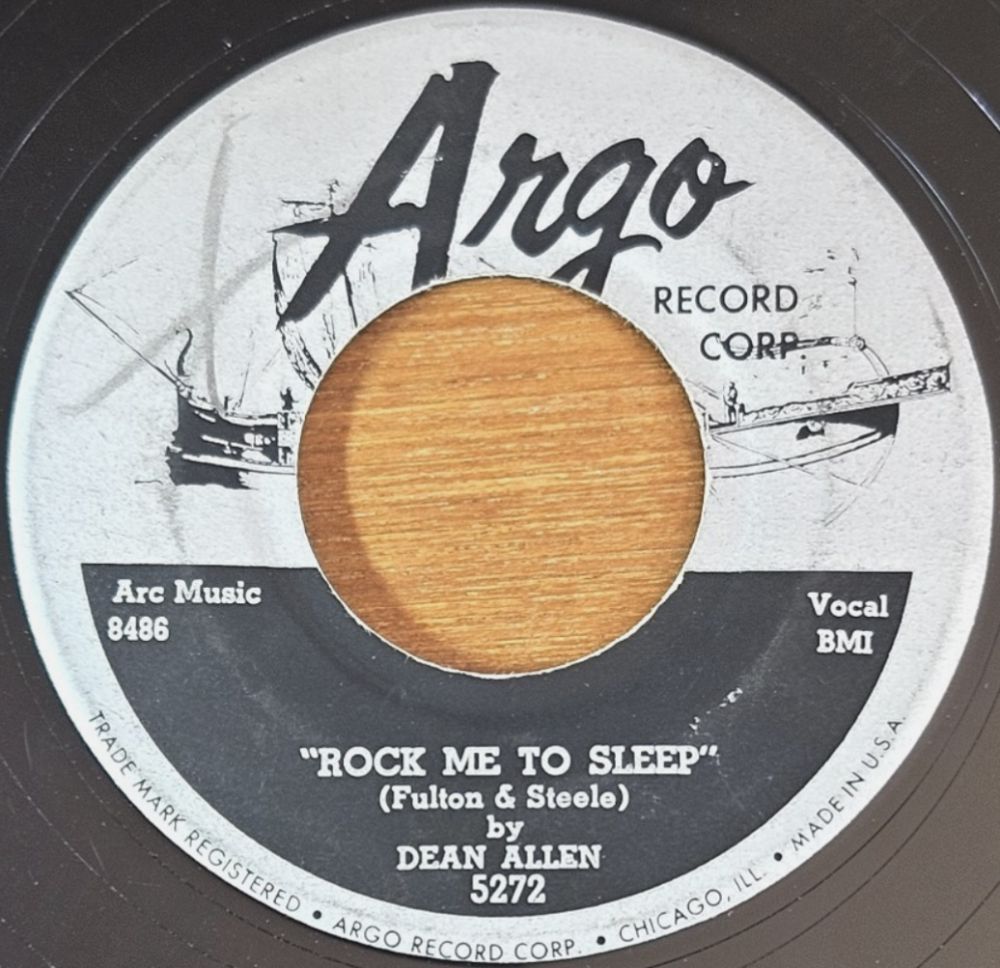 Argo
RECORD
CORP.
Arc Music
8486
Vocal
BMI
"ROCK ME TO SLEEP"
(Fulton & Steele)
by
DEAN ALLEN
5272
TRADE MARK REGISTERED • ARGO RECORD CORP. • CHICAGO, ILL. • MADE IN U.S.A.